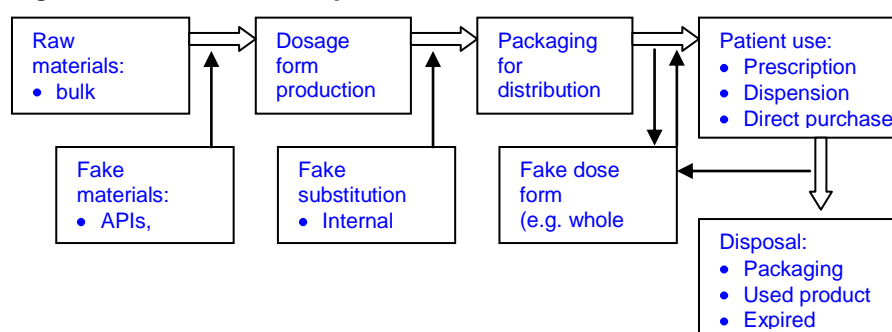 Raw
materials:
• bulk
Dosage
form
production
Packaging
for
distribution
Patient use:
• Prescription
• Dispension
• Direct purchase
Fake
materials:
• APIs,
Fake
substitution
• Internal
Fake dose
form
(e.g. whole
Disposal:
• Packaging
• Used product
• Expired